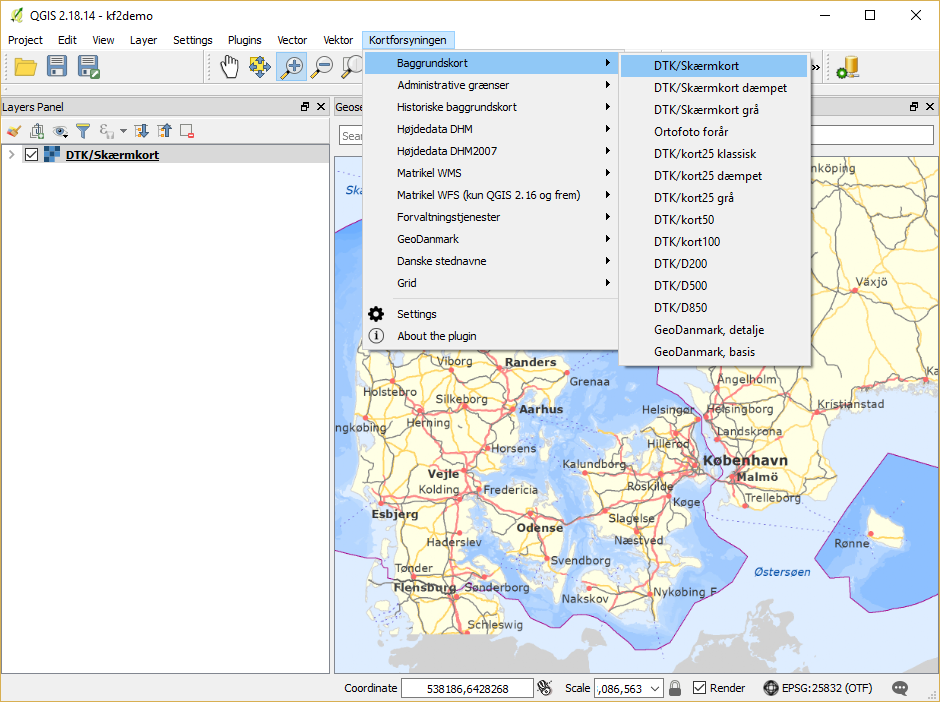 QGIS 2.18.14 - kf2demo
Project Edit View Layer Settings Plugins Vector Vektor Kortforsyningen
Baggrundskort
Administrative grænser
Historiske baggrundskort
Højdedata DHM
Højdedata DHM2007
Matrikel WMS
Matrikel WFS (kun QGIS 2.16 og frem)
Forvaltningstjenester
GeoDanmark
Danske stednavne
Grid
Settings
About the plugin
DTK/Skærmkort
DTK/Skærmkort dæmpet
DTK/Skærmkort grå
Ortofoto forår
DTK/kort25 klassisk
DTK/kort25 dæmpet
DTK/kort25 grå
DTK/kort50
DTK/kort100
DTK/D200
DTK/D500
DTK/D850
GeoDanmark, detalje
GeoDanmark, basis
»
Layers Panel
Geose
Sear
DTK/Skærmkort
Ska
nköping
Växjö
Viborg
Randers
Grenaa
Holstebro
Silkeborg
Aarhus
Ängelholm
Ka
Kristianstad
Helsingør
Helsingborg
ngkøbing
Herning
Landskrona
Horsens
Hillerød
København
Kalundborg
Vejle
Malmö
Kolding
Fredericia
Roskilde
Køge
Trelleborg
Esbjerg
Odense
Slagelse
Næstved
Haderslev
Rønne
Svendborg
Tønder
Østersøen
Flensburg
Sønderborg
Nakskov
Nykøbing F
Schleswig
Coordinate 538186,6428268 Scale ,086,563 Render EPSG:25832 (OTF)